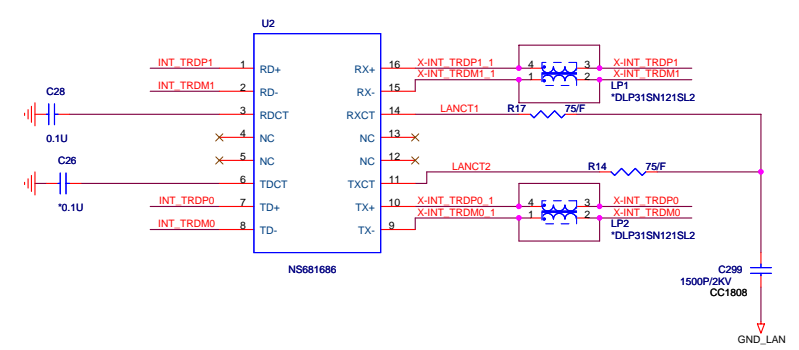 U2
INT_TRDP1 1 RD+ RX+ 16 X-INT_TRDP1_1 4 3 X-INT_TRDP1
INT_TRDM1 2 RD- RX- 15 X-INT_TRDM1_1 1 2 X-INT_TRDM1
LP1
*DLP31SN121SL2
C28
0.1U
3 RDCT RXCT 14 LANCT1 R17 75/F
4 NC NC 13
5 NC NC 12
C26
*0.1U
6 TDCT TXCT 11 LANCT2 R14 75/F
INT_TRDP0 7 TD+ TX+ 10 X-INT_TRDP0_1 4 3 X-INT_TRDP0
INT_TRDM0 8 TD- TX- 9 X-INT_TRDM0_1 1 2 X-INT_TRDM0
LP2
*DLP31SN121SL2
NS681686
C299
1500P/2KV
CC1808
GND_LAN